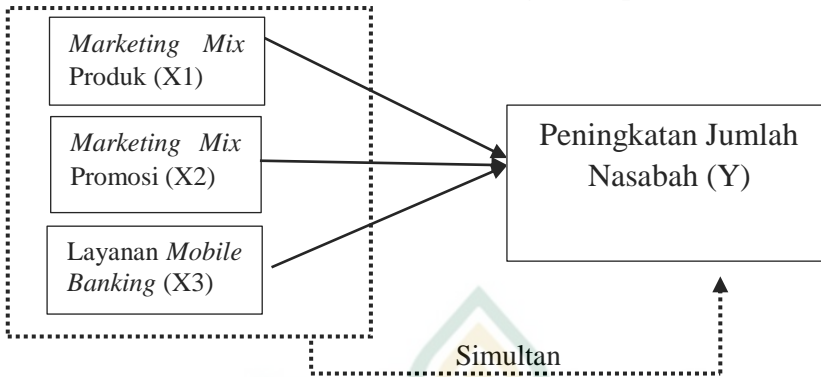 Marketing Mix
Produk (X1)
Marketing Mix
Promosi (X2)
Layanan Mobile
Banking (X3)
Peningkatan Jumlah
Nasabah (Y)
Simultan